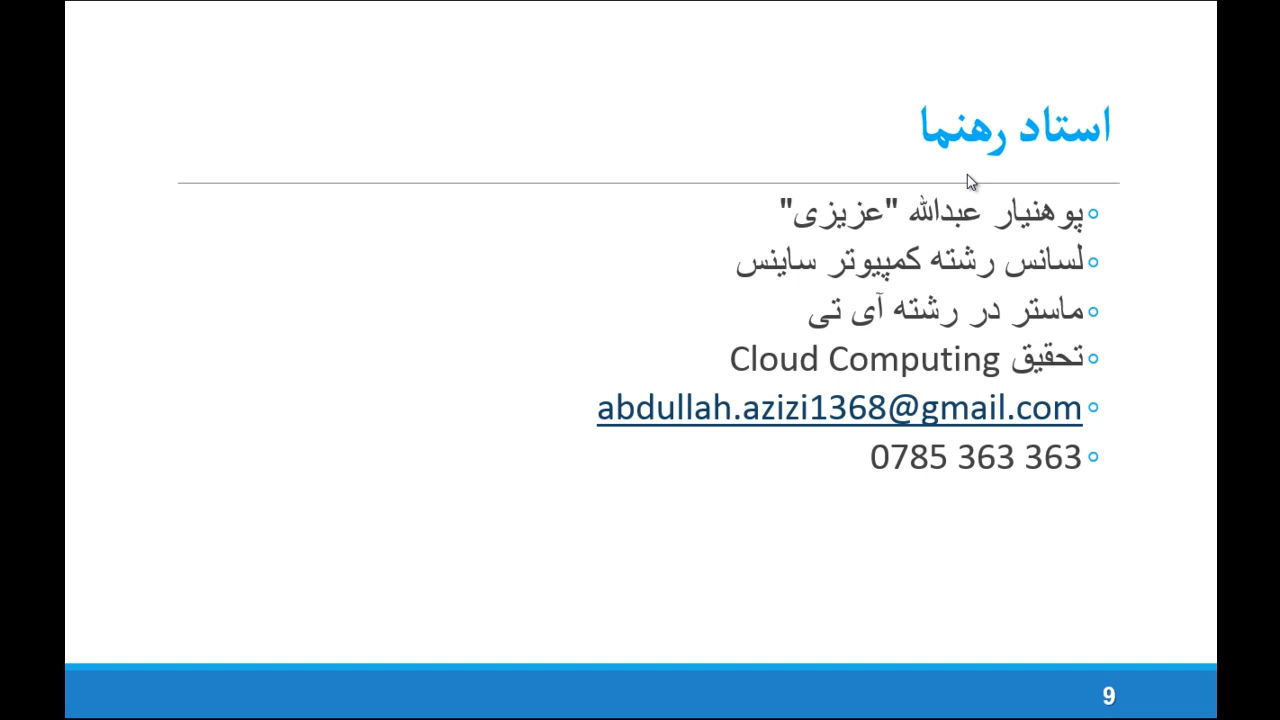 استاد رهنما
پوهنیار عبدالله "عزیزی"
لسانس رشته کمپیوتر ساینس
ماستر در رشته آی تی
تحقیق Cloud Computing
abdullah.azizi1368@gmail.com
0785 363 363
9